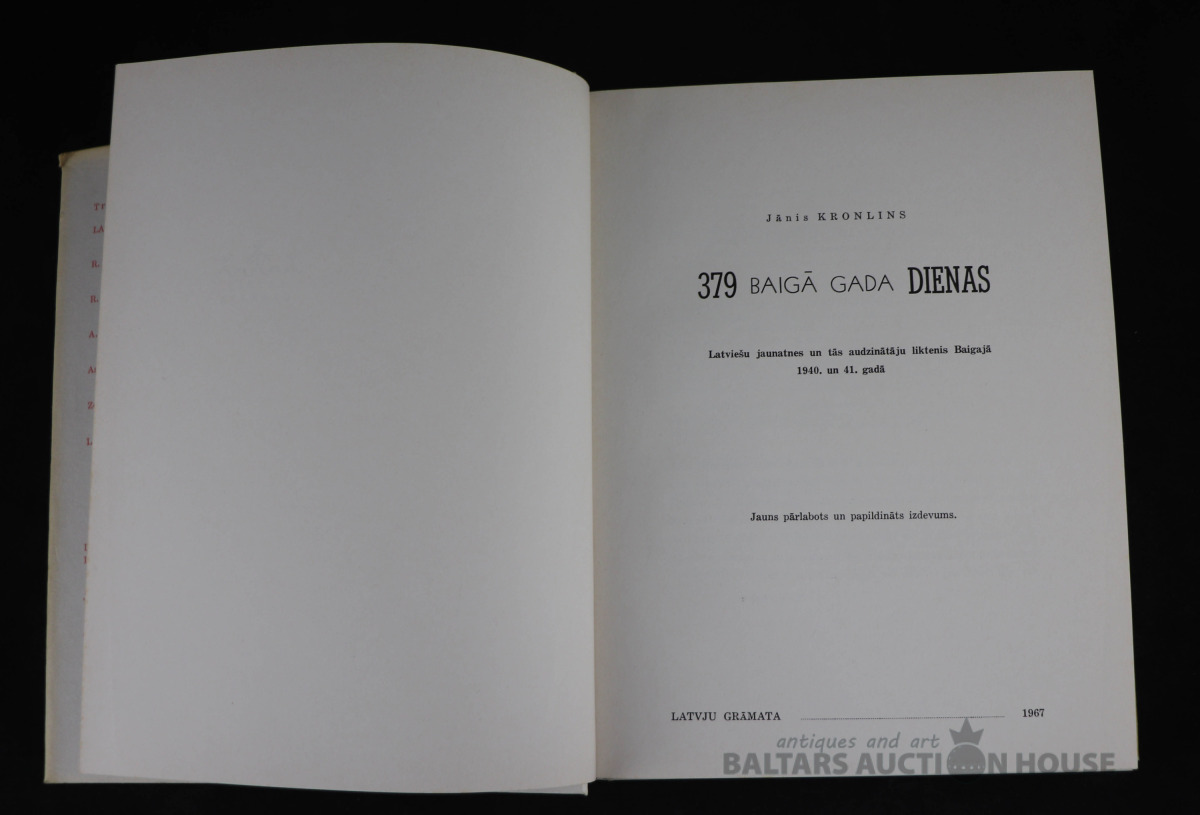 Jānis KRONLINS
379 BAIGĀ GADA DIENAS
Latviešu jaunatnes un tās audzinātāju liktenis Baigajā
1940. un 41. gadā
Jauns pārlabots un papildināts izdevums.
LATVJU GRĀMATA 1967
antiques and art
BALTARS AUCTION HOUSE